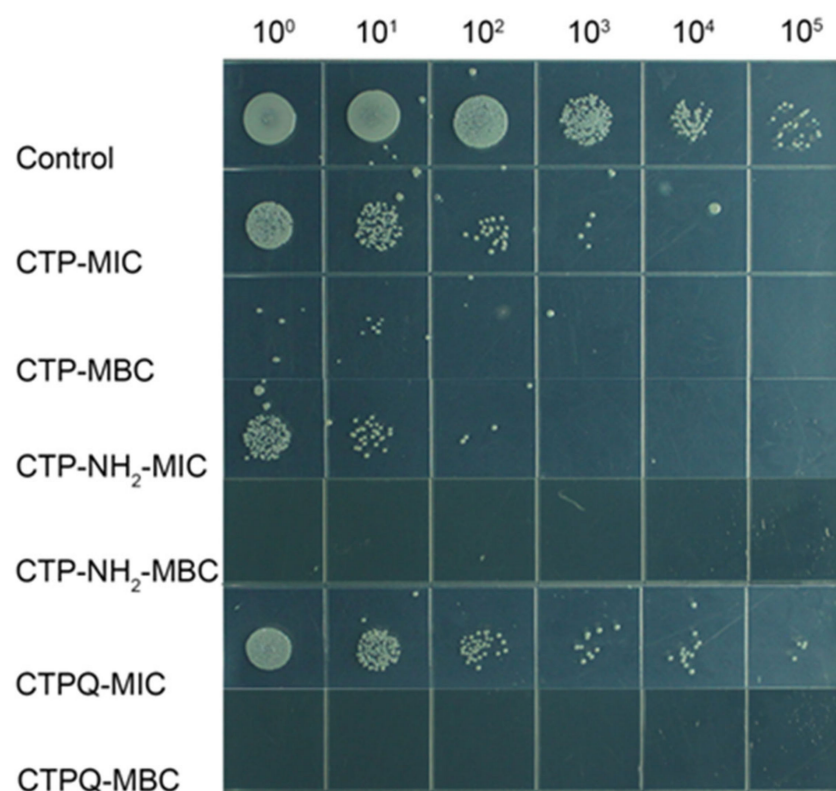 10⁰ 10¹ 10² 10³ 10⁴ 10⁵
Control
CTP-MIC
CTP-MBC
CTP-NH₂-MIC
CTP-NH₂-MBC
CTPQ-MIC
CTPQ-MBC